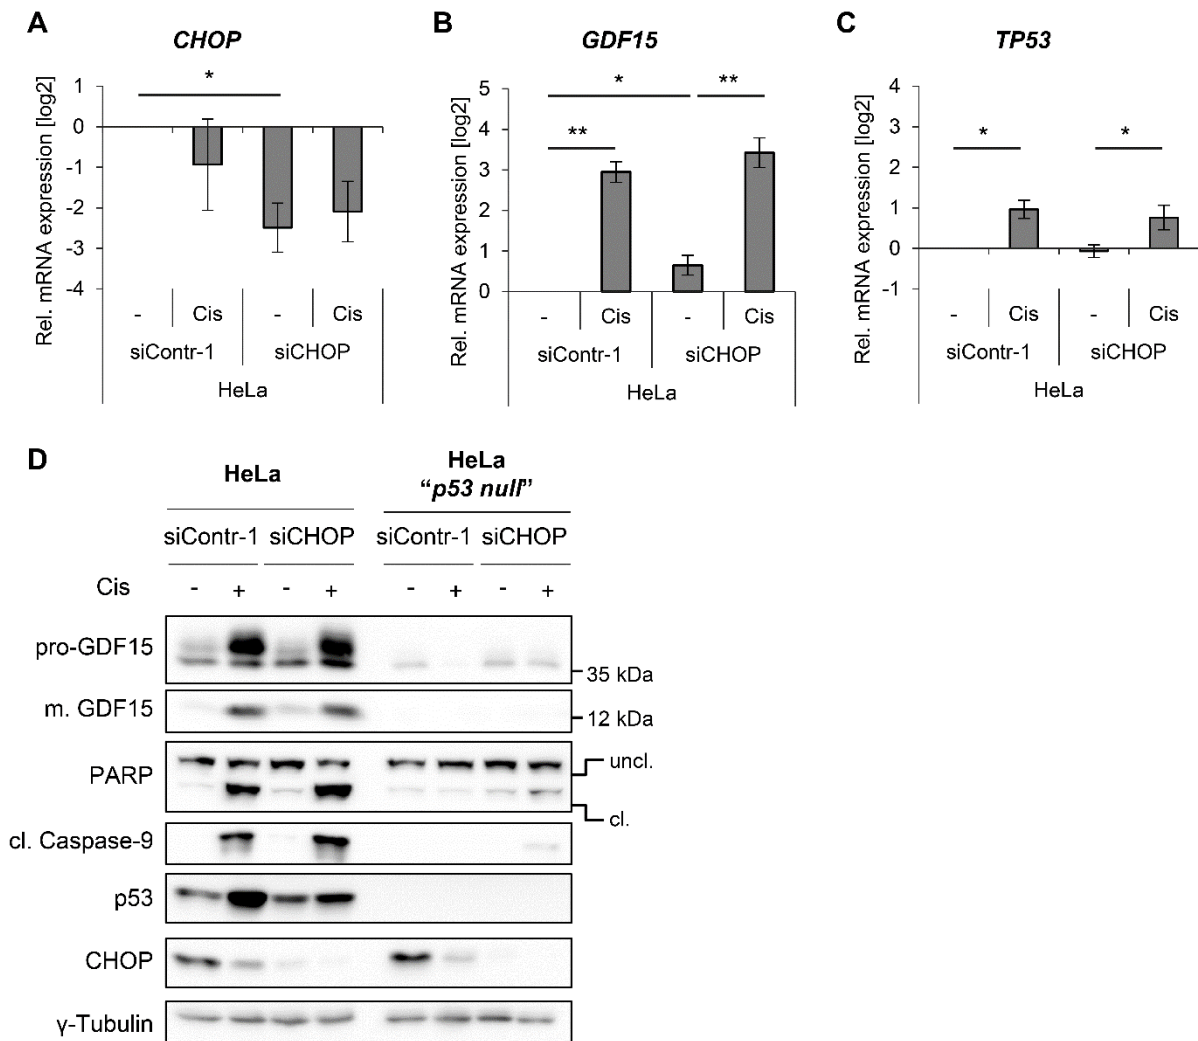 A
CHOP
Rel. mRNA expression [log2]
1
0
-1
-2
-3
-4
*
- Cis - Cis
siContr-1 siCHOP
HeLa
B
GDF15
Rel. mRNA expression [log2]
5
4
3
2
1
0
* **
**
- Cis - Cis
siContr-1 siCHOP
HeLa
C
TP53
Rel. mRNA expression [log2]
4
3
2
1
0
-1
* *
- Cis - Cis
siContr-1 siCHOP
HeLa
D
HeLa HeLa
“p53 null”
siContr-1 siCHOP siContr-1 siCHOP
Cis - + - + - + - +
pro-GDF15
35 kDa
m. GDF15
12 kDa
PARP
uncl.
cl.
cl. Caspase-9
p53
CHOP
γ-Tubulin